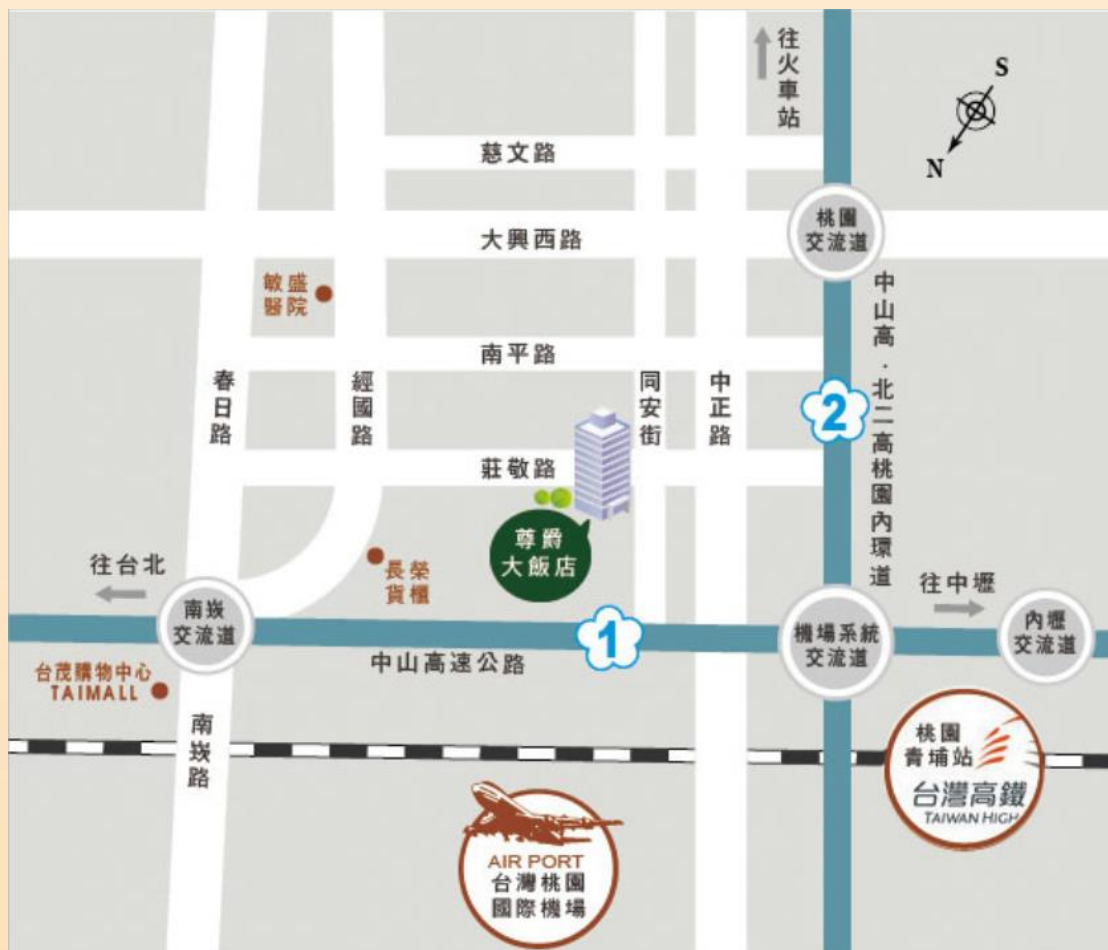 往火車站
S
N
慈文路
桃園
交流道
大興西路
敏盛
醫院
中山高．北二高桃園內環道
南平路
春日路
經國路
同安街
中正路
2
莊敬路
尊爵
大飯店
往台北
長榮
貨櫃
往中壢
南崁
交流道
1
機場系統
交流道
內壢
交流道
中山高速公路
台茂購物中心
TAIMALL
南崁路
桃園
青埔站
台灣高鐵
TAIWAN HIGH
AIR PORT
台灣桃園
國際機場